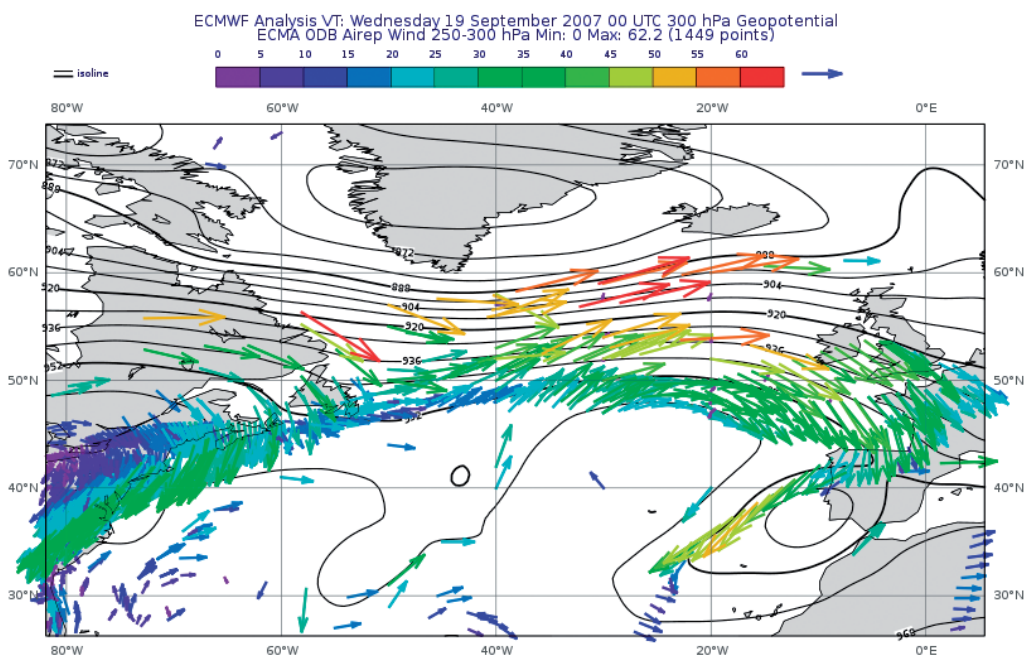 ECMWF Analysis VT: Wednesday 19 September 2007 00 UTC 300 hPa Geopotential
ECMA ODB Airep Wind 250-300 hPa Min: 0 Max: 62.2 (1449 points)
0 5 10 15 20 25 30 35 40 45 50 55 60
isoline
80°W 60°W 40°W 20°W 0°E
70°N 70°N
872
888
872
904
888 888
60°N 60°N
520 904 904
936 920 920
952 936 936
50°N 50°N
40°N 40°N
30°N 30°N
968
80°W 60°W 40°W 20°W 0°E